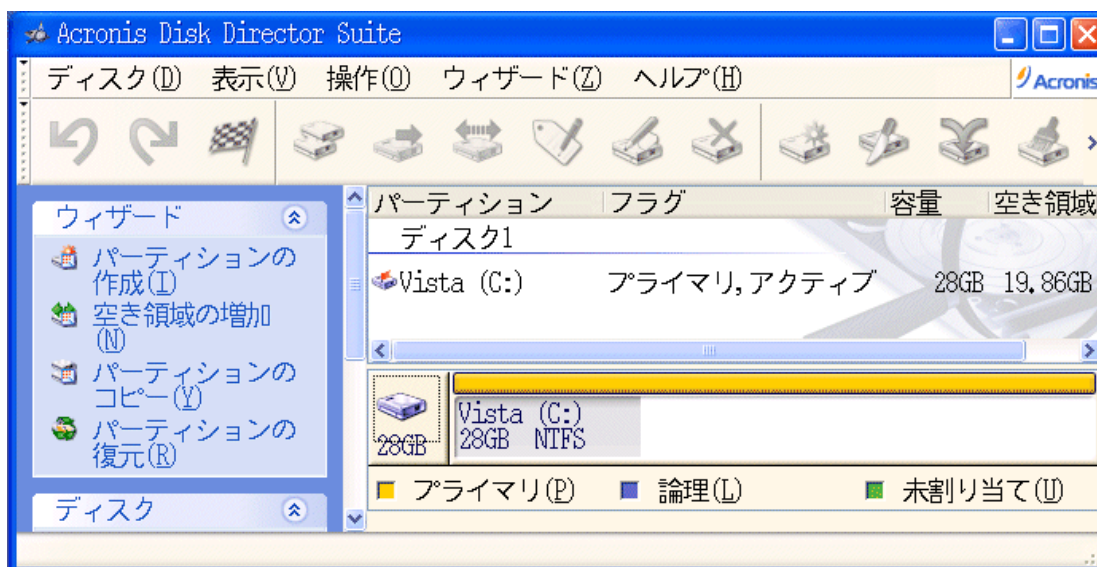 Acronis Disk Director Suite
ディスク(D) 表示(V) 操作(O) ウィザード(Z) ヘルプ(H)
Acronis
ウィザード
パーティションの
作成(I)
空き領域の増加
(N)
パーティションの
コピー(Y)
パーティションの
復元(R)
ディスク
パーティション フラグ 容量 空き領域
ディスク1
Vista (C:) プライマリ,アクティブ 28GB 19.86GB
28GB
Vista (C:)
28GB NTFS
プライマリ(P) 論理(L) 未割り当て(U)